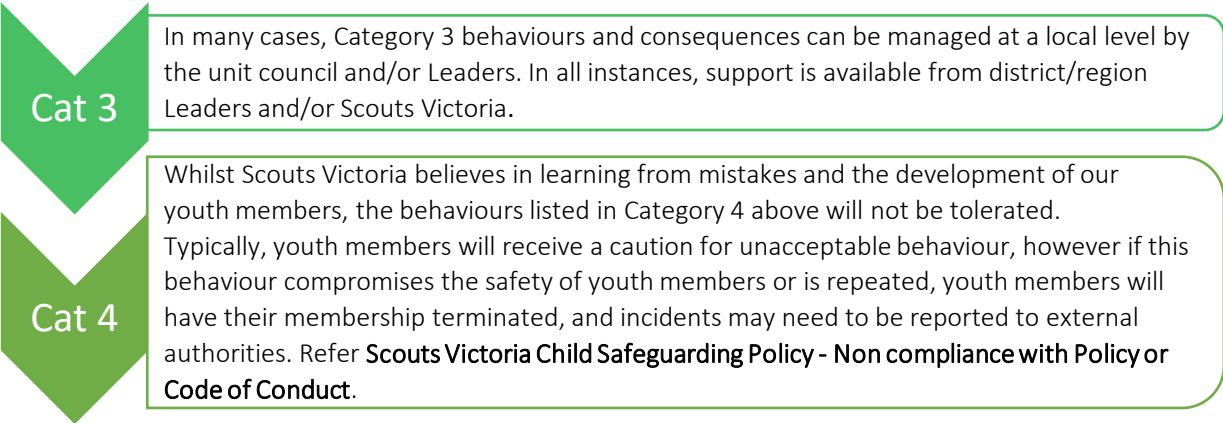 Cat 3
In many cases, Category 3 behaviours and consequences can be managed at a local level by
the unit council and/or Leaders. In all instances, support is available from district/region
Leaders and/or Scouts Victoria.
Cat 4
Whilst Scouts Victoria believes in learning from mistakes and the development of our
youth members, the behaviours listed in Category 4 above will not be tolerated.
Typically, youth members will receive a caution for unacceptable behaviour, however if this
behaviour compromises the safety of youth members or is repeated, youth members will
have their membership terminated, and incidents may need to be reported to external
authorities. Refer Scouts Victoria Child Safeguarding Policy - Non compliance with Policy or
Code of Conduct.